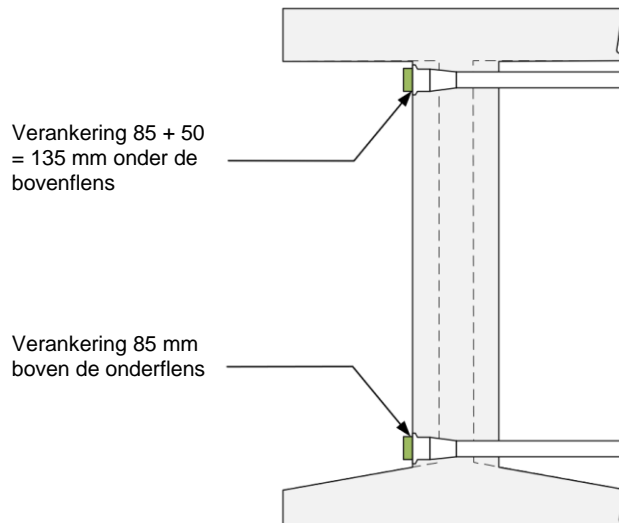 Verankering 85 + 50
= 135 mm onder de
bovenflens
Verankering 85 mm
boven de onderflens